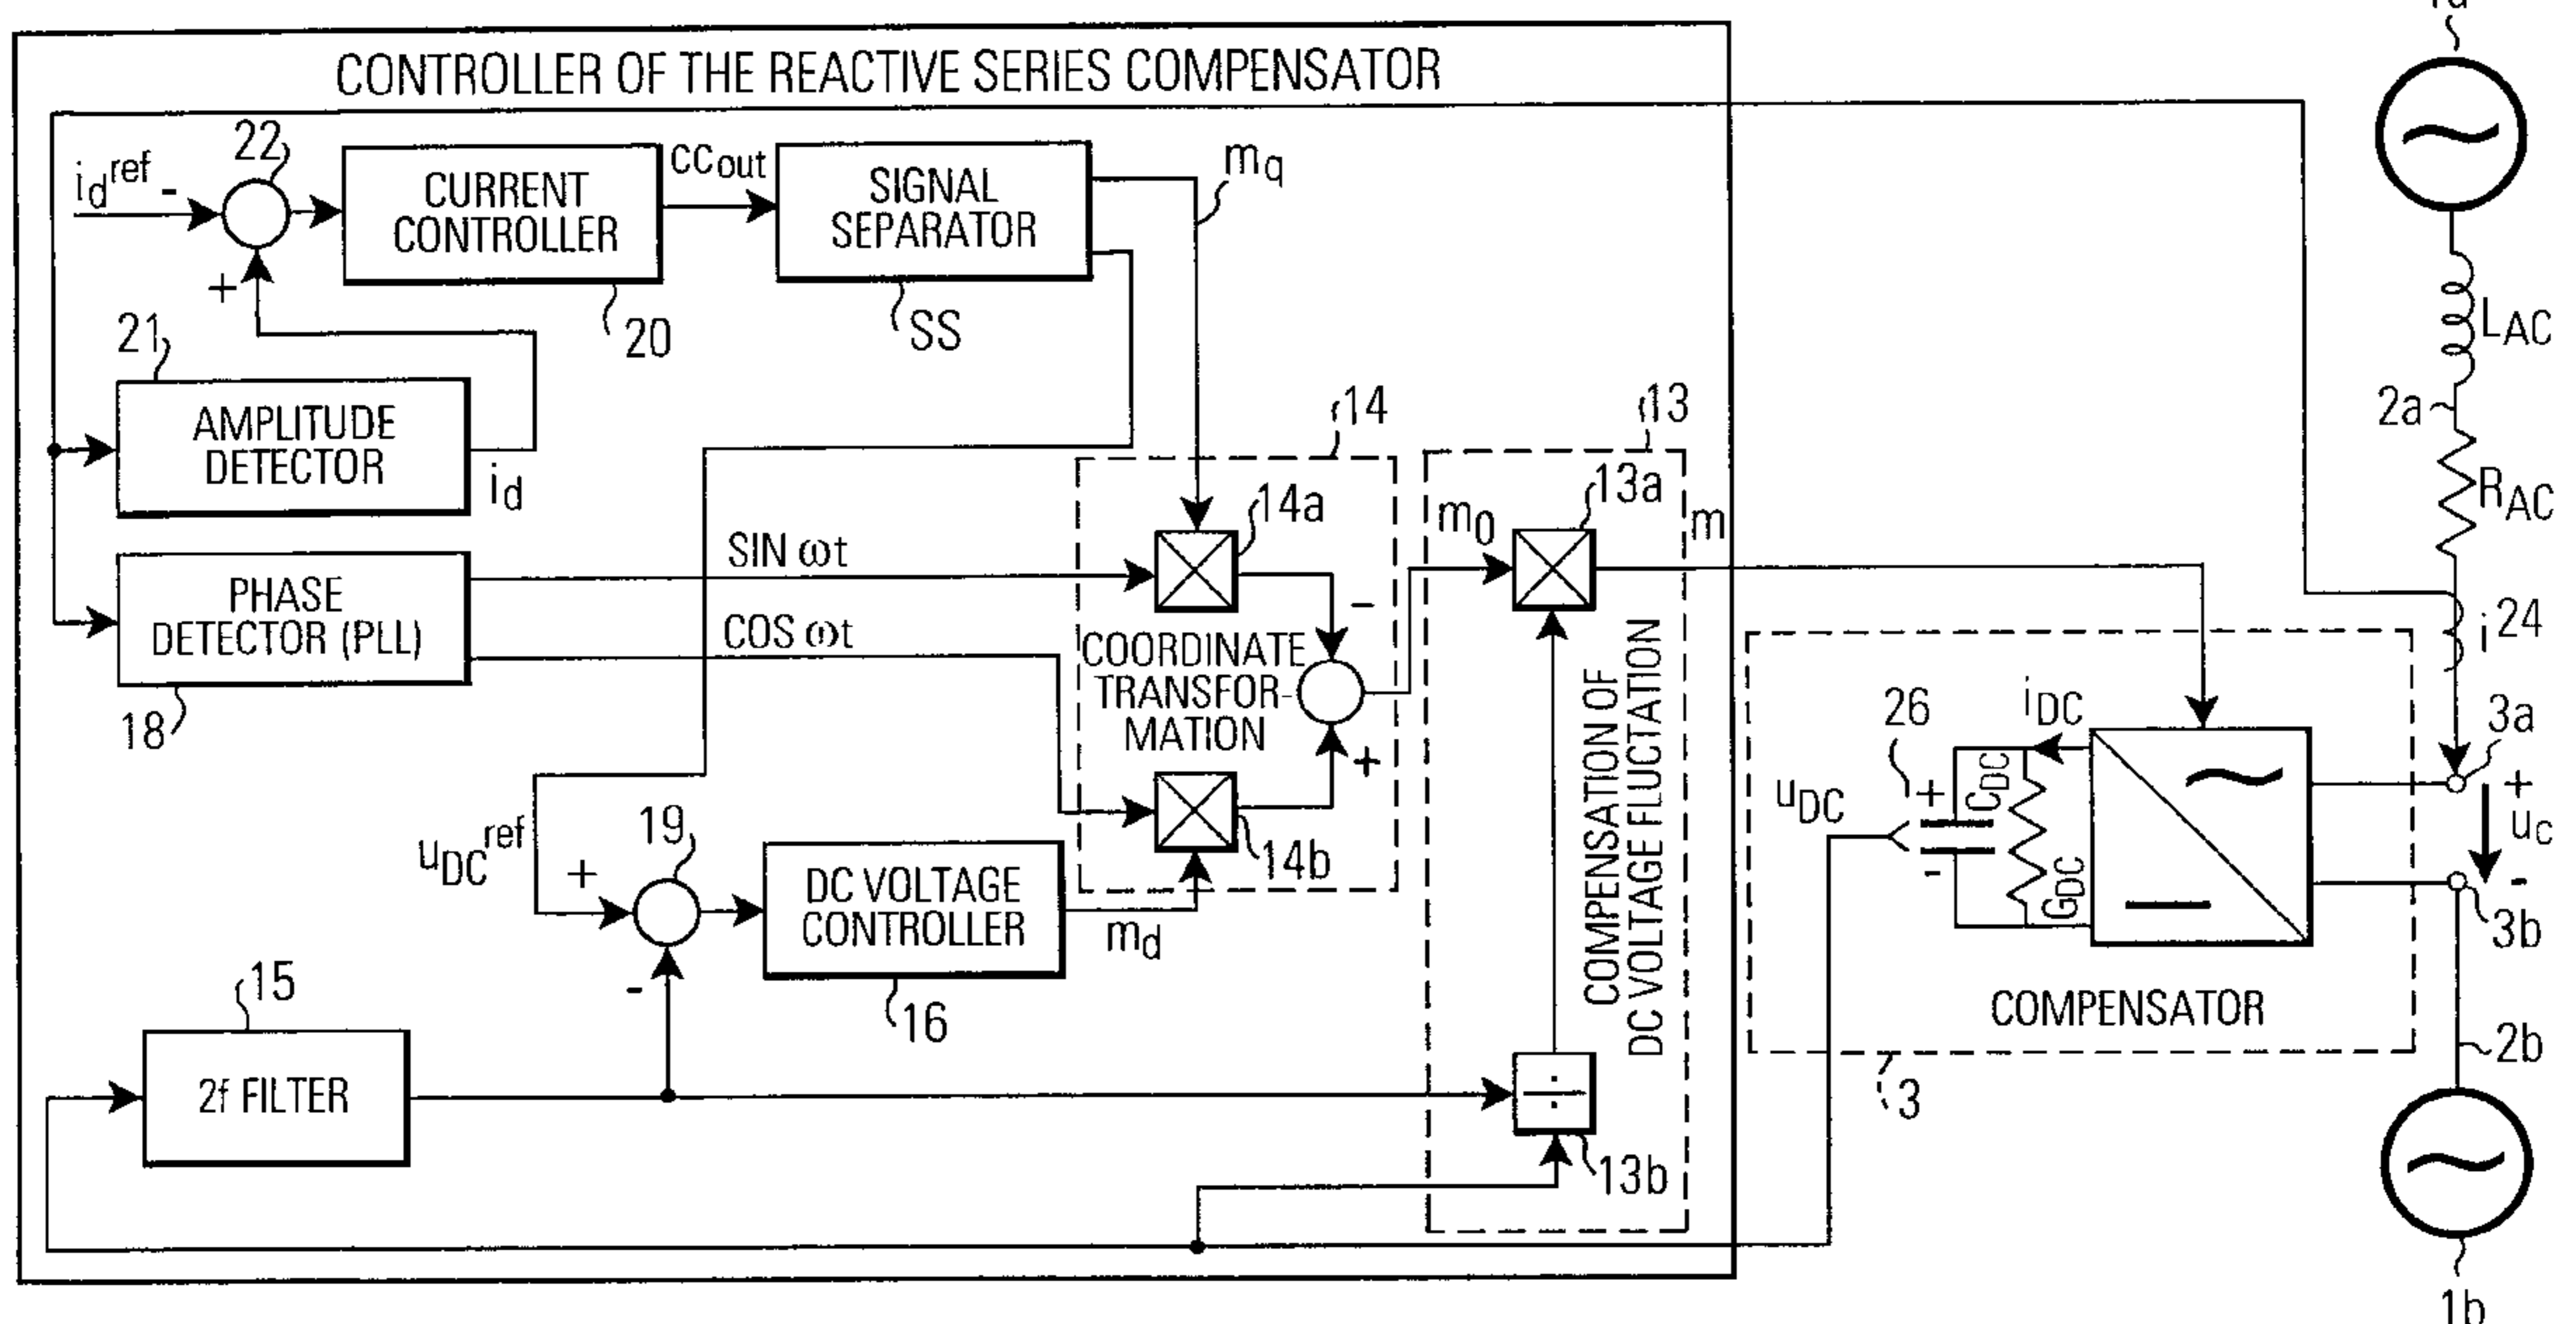 CONTROLLER OF THE REACTIVE SERIES COMPENSATOR
22
id^ref
-
+
CURRENT
CONTROLLER
20
ccout
SIGNAL
SEPARATOR
SS
mq
21
AMPLITUDE
DETECTOR
id
PHASE
DETECTOR (PLL)
18
SIN ωt
COS ωt
14
14a
-
COORDINATE
TRANSFOR-
MATION
+
14b
13
13a
m0
m
COMPENSATION OF
DC VOLTAGE FLUCTATION
÷
13b
uDC^ref
19
+
-
DC VOLTAGE
CONTROLLER
16
md
15
2f FILTER
LAC
2a
RAC
i
24
26
iDC
uDC
+
-
CDC
GDC
COMPENSATOR
3
3a
+
uc
-
3b
2b
1b